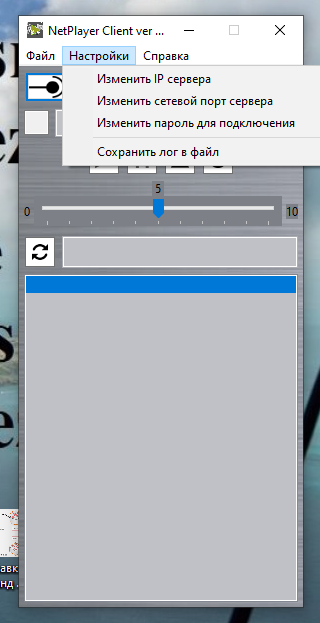 NetPlayer Client ver ...
Файл Настройки Справка
Изменить IP сервера
Изменить сетевой порт сервера
Изменить пароль для подключения
Сохранить лог в файл
5
0 10